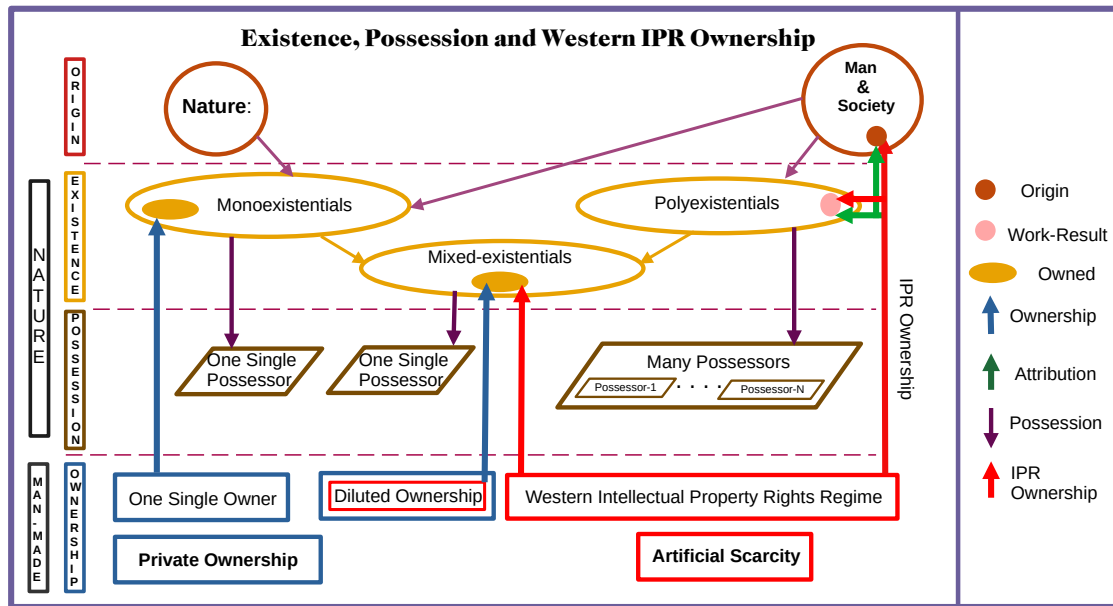 Existence, Possession and Western IPR Ownership
ORIGIN
Nature:
Man
&
Society
NATURE
EXISTENCE
Monoexistentials
Polyexistentials
Mixed-existentials
POSSESSION
One Single
Possessor
One Single
Possessor
Many Possessors
Possessor-1
. . . .
Possessor-N
IPR Ownership
MAN-MADE
OWNERSHIP
One Single Owner
Diluted Ownership
Western Intellectual Property Rights Regime
Private Ownership
Artificial Scarcity
Origin
Work-Result
Owned
Ownership
Attribution
Possession
IPR
Ownership